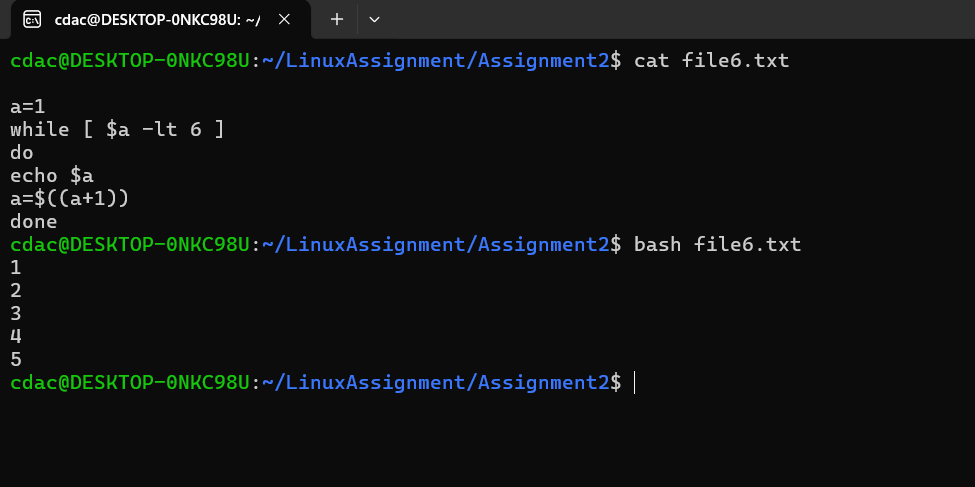 cdac@DESKTOP-0NKC98U: ~/
cdac@DESKTOP-0NKC98U:~/LinuxAssignment/Assignment2$ cat file6.txt
a=1
while [ $a -lt 6 ]
do
echo $a
a=$((a+1))
done
cdac@DESKTOP-0NKC98U:~/LinuxAssignment/Assignment2$ bash file6.txt
1
2
3
4
5
cdac@DESKTOP-0NKC98U:~/LinuxAssignment/Assignment2$